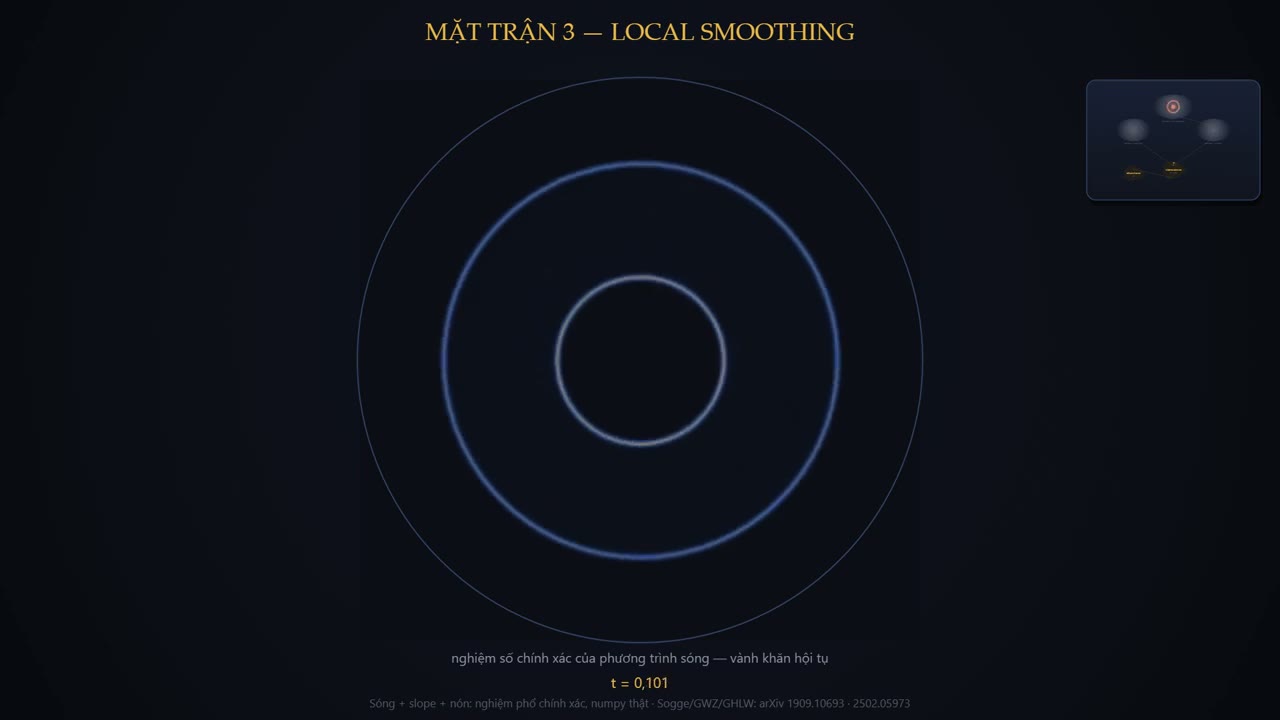 MẶT TRẬN 3 — LOCAL SMOOTHING
nghiệm số chính xác của phương trình sóng — vành khăn hội tụ
t = 0,101
Sóng + slope + nón: nghiệm phổ chính xác, numpy thật · Sogge/GWZ/GHLW: arXiv 1909.10693 · 2502.05973